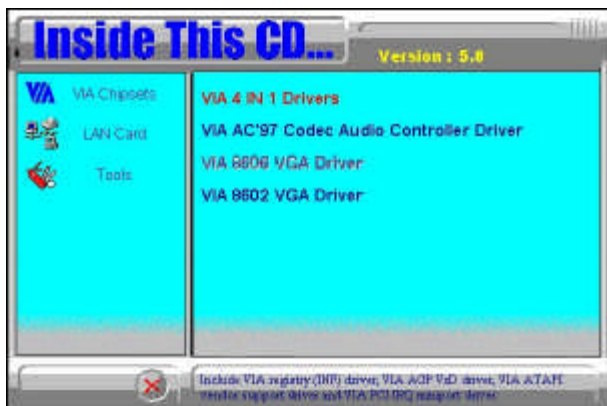 Inside This CD...
Version : 5.0
VIA
VIA Chipsets
LAN Card
Tools
VIA 4 IN 1 Drivers
VIA AC'97 Codec Audio Controller Driver
VIA 8606 VGA Driver
VIA 8602 VGA Driver
Include VIA registry (INF) driver, VIA AGP VxD driver, VIA ATAPI
vendor support driver and VIA PCI IRQ miniport driver